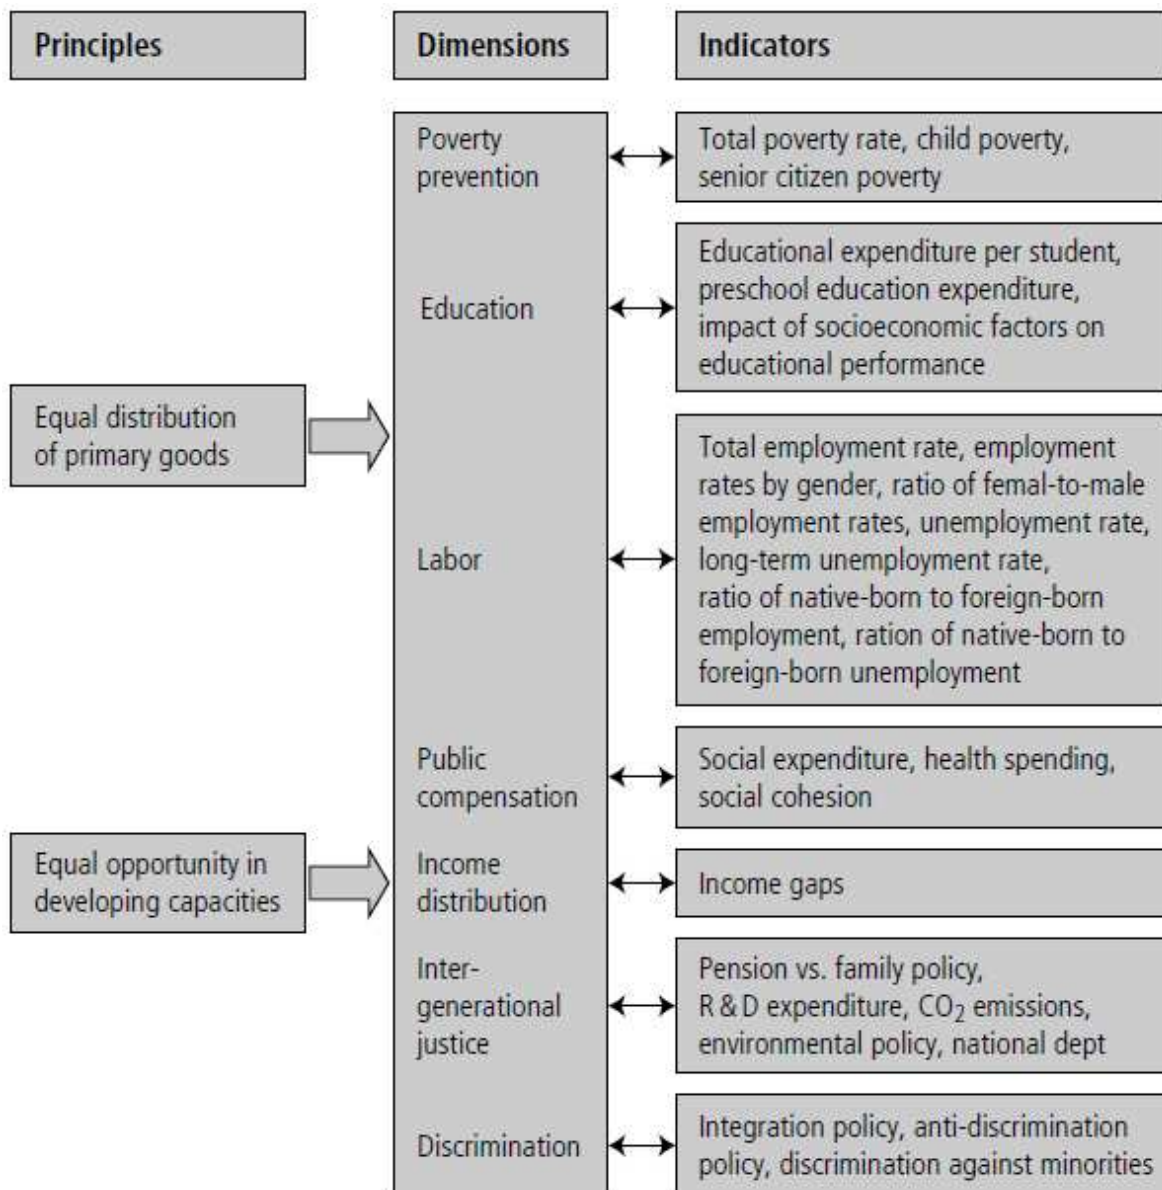 Principles
Dimensions
Indicators
Poverty
prevention
Total poverty rate, child poverty,
senior citizen poverty
Education
Educational expenditure per student,
preschool education expenditure,
impact of socioeconomic factors on
educational performance
Equal distribution
of primary goods
Labor
Total employment rate, employment
rates by gender, ratio of femal-to-male
employment rates, unemployment rate,
long-term unemployment rate,
ratio of native-born to foreign-born
employment, ration of native-born to
foreign-born unemployment
Public
compensation
Social expenditure, health spending,
social cohesion
Equal opportunity in
developing capacities
Income
distribution
Income gaps
Inter-
generational
justice
Pension vs. family policy,
R & D expenditure, CO₂ emissions,
environmental policy, national dept
Discrimination
Integration policy, anti-discrimination
policy, discrimination against minorities